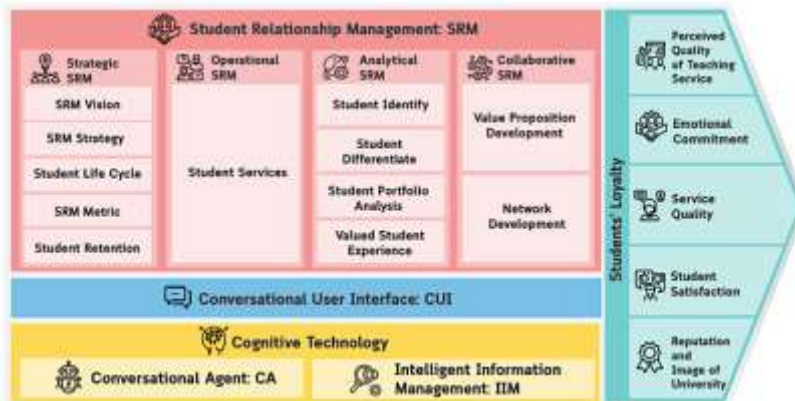 Student Relationship Management: SRM
Strategic
SRM
SRM Vision
SRM Strategy
Student Life Cycle
SRM Metric
Student Retention
Operational
SRM
Student Services
Analytical
SRM
Student Identify
Student
Differentiate
Student Portfolio
Analysis
Valued Student
Experience
Collaborative
SRM
Value Proposition
Development
Network
Development
Conversational User Interface: CUI
Cognitive Technology
Conversational Agent: CA
Intelligent Information
Management: IIM
Students' Loyalty
Perceived
Quality
of Teaching
Service
Emotional
Commitment
Service
Quality
Student
Satisfaction
Reputation
and
Image of
University